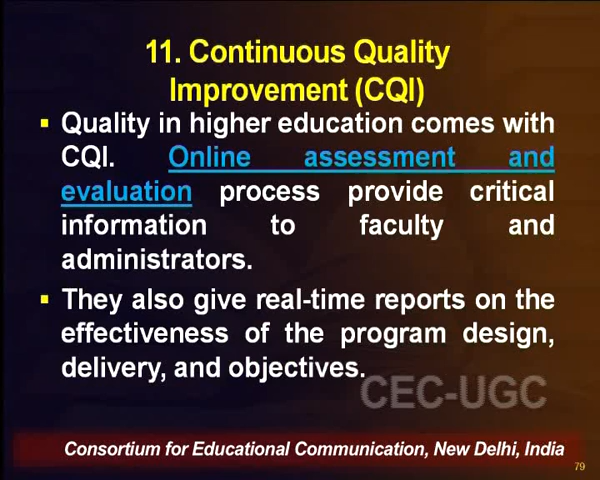 11. Continuous Quality
Improvement (CQI)
Quality in higher education comes with
CQI. Online assessment and
evaluation process provide critical
information to faculty and
administrators.
They also give real-time reports on the
effectiveness of the program design,
delivery, and objectives.
CEC-UGC
Consortium for Educational Communication, New Delhi, India
79